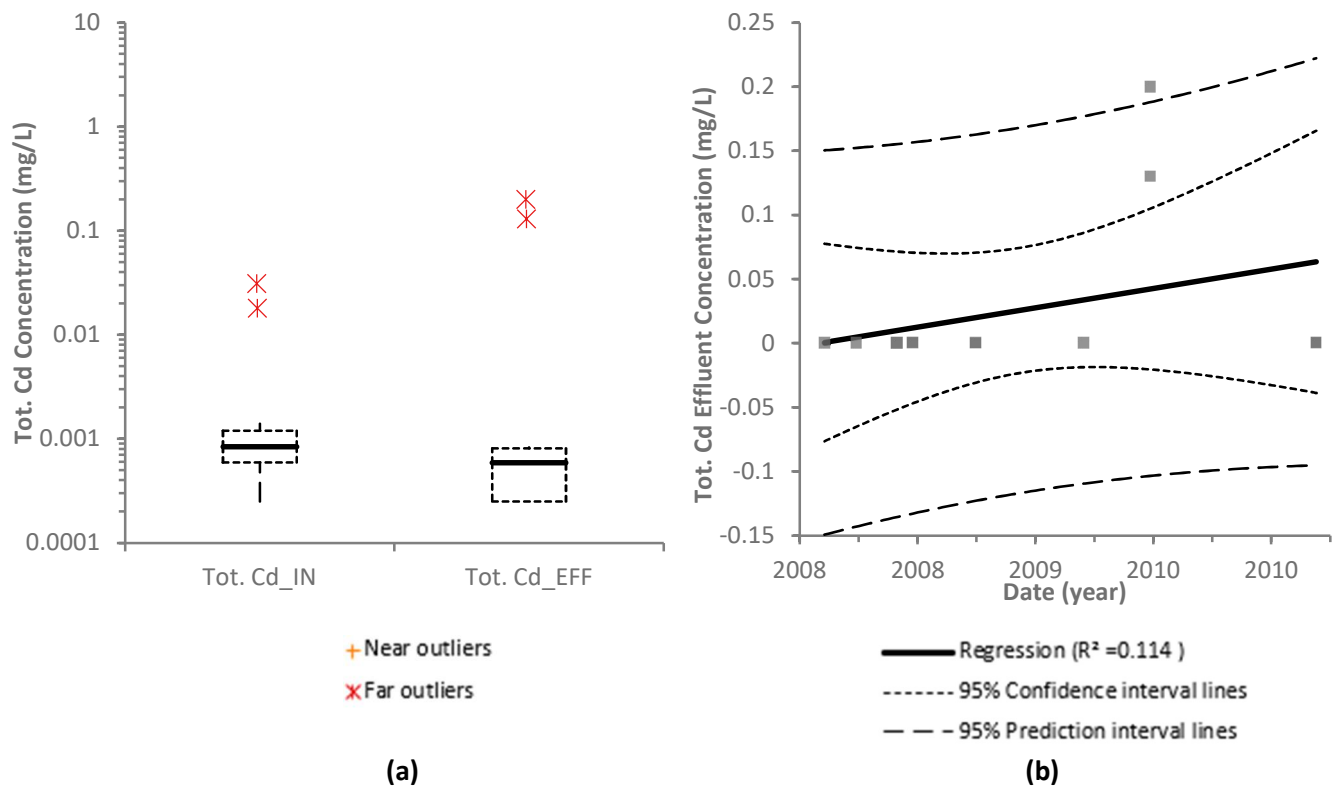 10
1
0.1
0.01
0.001
0.0001
Tot. Cd Concentration (mg/L)
Tot. Cd_IN
Tot. Cd_EFF
Near outliers
Far outliers
(a)
0.25
0.2
0.15
0.1
0.05
0
-0.05
-0.1
-0.15
Tot. Cd Effluent Concentration (mg/L)
2008 2008 2009 2010 2010
Date (year)
Regression (R² =0.114 )
95% Confidence interval lines
95% Prediction interval lines
(b)